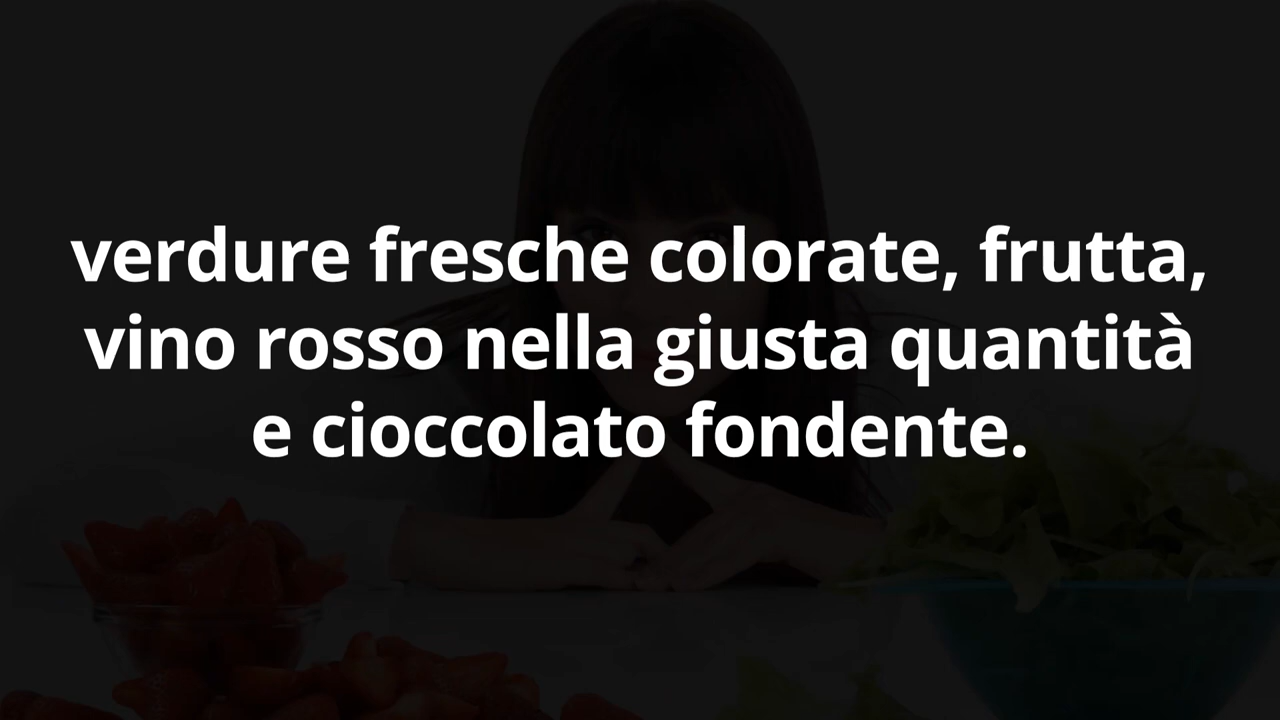 verdure fresche colorate, frutta,
vino rosso nella giusta quantità
e cioccolato fondente.